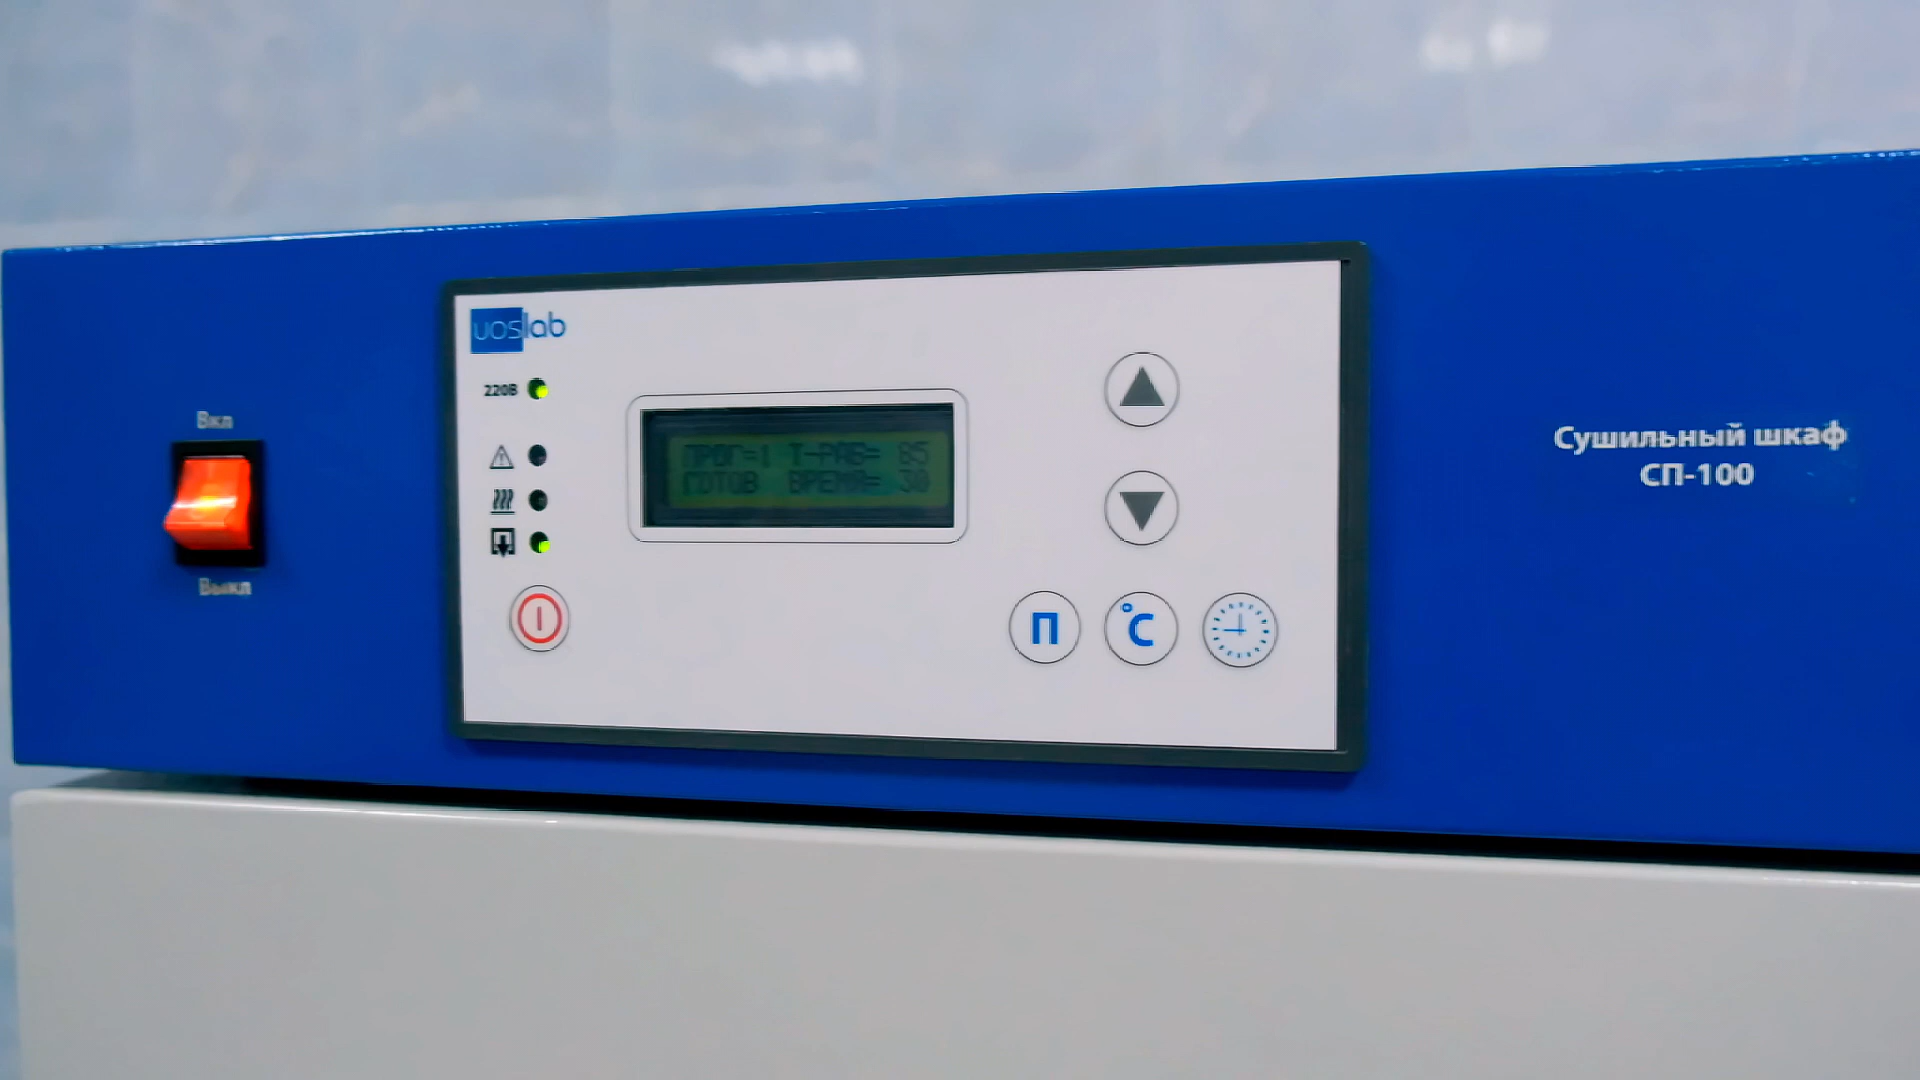 uoslab
220В
Вкл
ПРОГ=1 Т-РАБ= 85
ГОТОВ ВРЕМЯ= 30
Выкл
П °C
Сушильный шкаф
СП-100